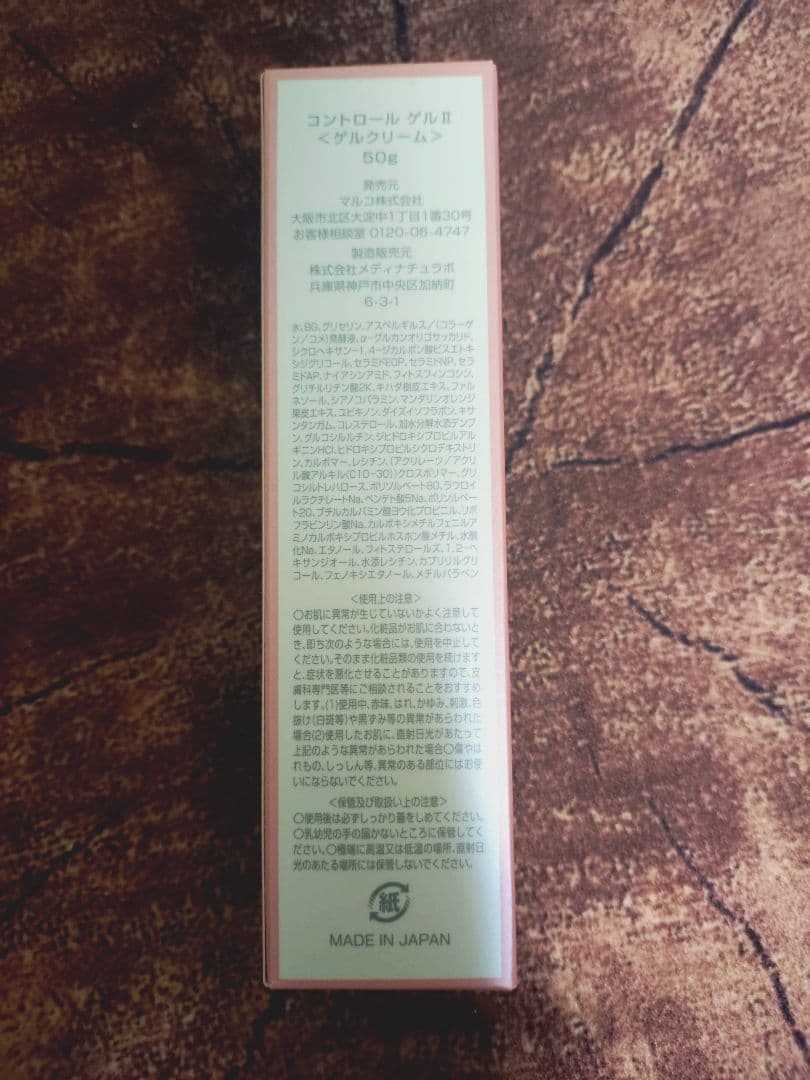 コントロール ゲルⅡ
＜ゲルクリーム＞
50g
発売元
マルコ株式会社
大阪市北区大淀中1丁目1番30号
お客様相談室 0120-06-4747
製造販売元
株式会社メディナチュラボ
兵庫県神戸市中央区加納町
6-3-1
水、BG、グリセリン、アスペルギルス/(コラーゲ
ン/コメ)発酵液、α-グルカンオリゴサッカリド、
シクロヘキサン-1,4-ジカルボン酸ビスエトキ
シジグリコール、セラミドEOP、セラミドNP、セラ
ミドAP、ナイアシンアミド、フィトスフィンゴシン、
グリチルリチン酸2K、キハダ樹皮エキス、ファル
ネソール、シアノコバラミン、マンダリンオレンジ
果皮エキス、ユビキノン、ダイズイソフラボン、キサ
ンタンガム、コレステロール、加水分解水添デンプ
ン、グルコシルルチン、ジヒドロキシプロピルアル
ギニンHCl、ヒドロキシプロピルシクロデキストリ
ン、カルボマー、レシチン、(アクリレーツ/アクリ
ル酸アルキル(C10-30))クロスポリマー、グリ
コシルトレハロース、ポリソルベート80、ラウロイ
ルラクチレートNa、ペンテト酸5Na、ポリソルベ
ート20、ブチルカルバミン酸ヨウ化プロピニル、リボ
フラビンリン酸Na、カルボキシメチルフェニルア
ミノカルボキシプロピルホスホン酸メチル、水酸
化Na、エタノール、フィトステロールズ、1,2-ヘ
キサンジオール、水添レシチン、カプリリルグリ
コール、フェノキシエタノール、メチルパラベン
＜使用上の注意＞
○お肌に異常が生じていないかよく注意して
使用してください。化粧品がお肌に合わないと
き、即ち次のような場合には、使用を中止して
ください。そのまま化粧品類の使用を続けます
と、症状を悪化させることがありますので、皮
膚科専門医等にご相談されることをおすすめ
します。(1)使用中、赤味、はれ、かゆみ、刺激、色
抜け(白斑等)や黒ずみ等の異常があらわれた
場合(2)使用したお肌に、直射日光があたって
上記のような異常があらわれた場合○傷やは
れもの、しっしん等、異常のある部位にはお使
いにならないでください。
＜保管及び取扱い上の注意＞
○使用後は必ずしっかり蓋をしめてください。
○乳幼児の手の届かないところに保管してく
ださい。○極端に高温又は低温の場所、直射日
光のあたる場所には保管しないでください。
紙
MADE IN JAPAN